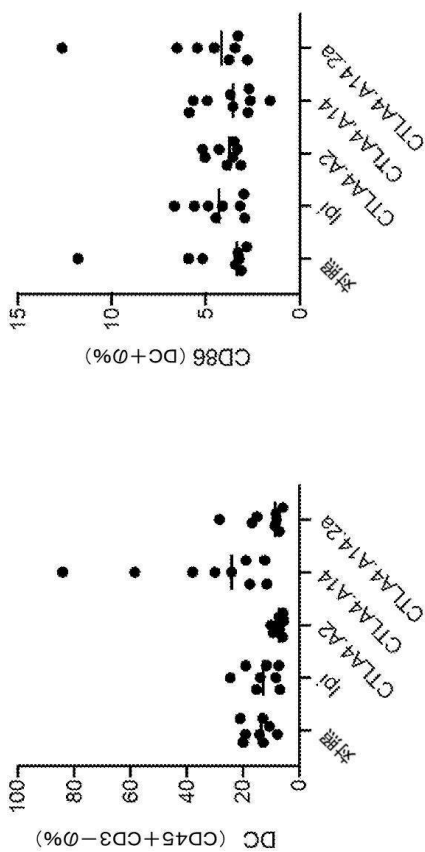 DC (CD45+CD3-の%)
100
80
60
40
20
0
対照
Ipi
CTLA4.A2
CTLA4.A14
CTLA4.A14.2a
CD86 (DC+の%)
15
10
5
0
対照
Ipi
CTLA4.A2
CTLA4.A14
CTLA4.A14.2a